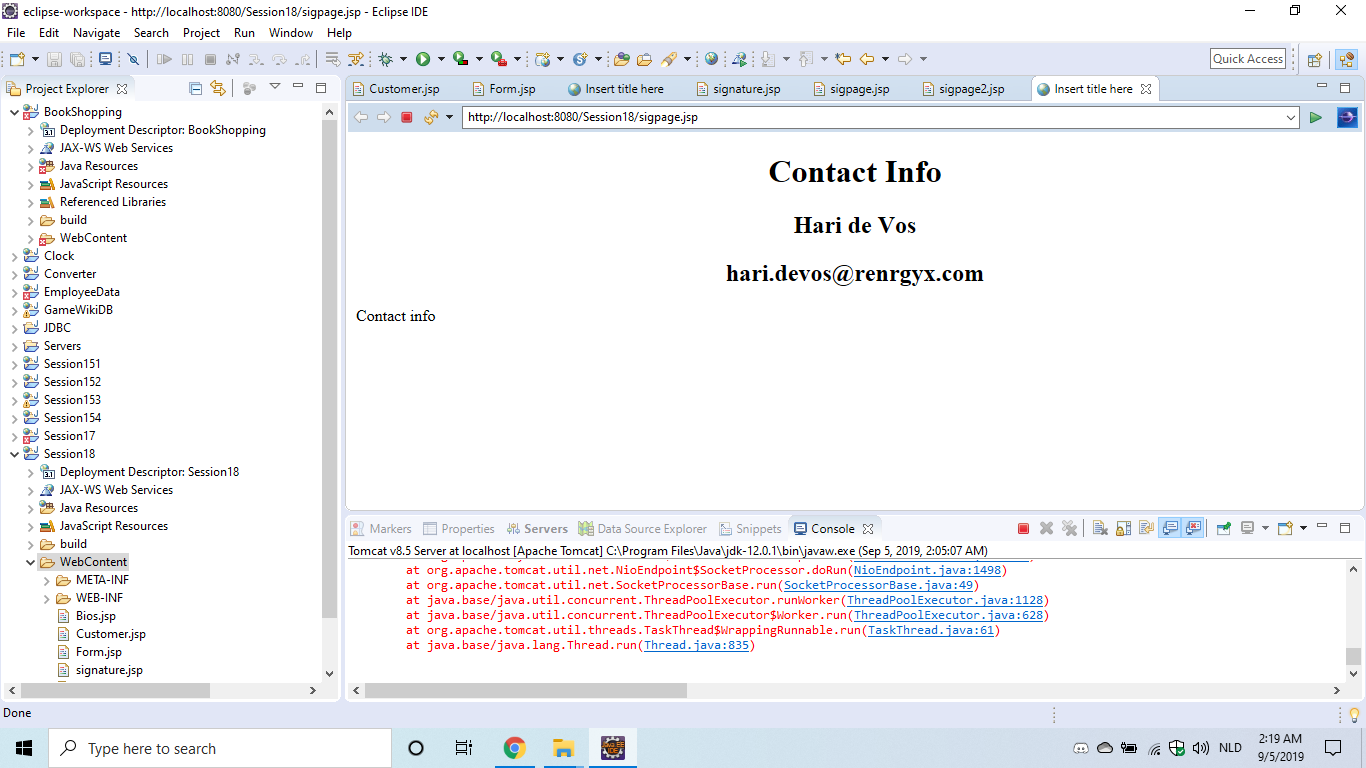 eclipse-workspace - http://localhost:8080/Session18/sigpage.jsp - Eclipse IDE
File Edit Navigate Search Project Run Window Help
Quick Access
Project Explorer
BookShopping
Deployment Descriptor: BookShopping
JAX-WS Web Services
Java Resources
JavaScript Resources
Referenced Libraries
build
WebContent
Clock
Converter
EmployeeData
GameWikiDB
JDBC
Servers
Session151
Session152
Session153
Session154
Session17
Session18
Deployment Descriptor: Session18
JAX-WS Web Services
Java Resources
JavaScript Resources
build
WebContent
META-INF
WEB-INF
Bios.jsp
Customer.jsp
Form.jsp
signature.jsp
Customer.jsp Form.jsp Insert title here signature.jsp sigpage.jsp sigpage2.jsp Insert title here
http://localhost:8080/Session18/sigpage.jsp
Contact Info
Hari de Vos
hari.devos@renrgyx.com
Contact info
Markers Properties Servers Data Source Explorer Snippets Console
Tomcat v8.5 Server at localhost [Apache Tomcat] C:\Program Files\Java\jdk-12.0.1\bin\javaw.exe (Sep 5, 2019, 2:05:07 AM)
at org.apache.tomcat.util.net.NioEndpoint$SocketProcessor.doRun(NioEndpoint.java:1498)
at org.apache.tomcat.util.net.SocketProcessorBase.run(SocketProcessorBase.java:49)
at java.base/java.util.concurrent.ThreadPoolExecutor.runWorker(ThreadPoolExecutor.java:1128)
at java.base/java.util.concurrent.ThreadPoolExecutor$Worker.run(ThreadPoolExecutor.java:628)
at org.apache.tomcat.util.threads.TaskThread$WrappingRunnable.run(TaskThread.java:61)
at java.base/java.lang.Thread.run(Thread.java:835)
Done
Type here to search
NLD
2:19 AM
9/5/2019